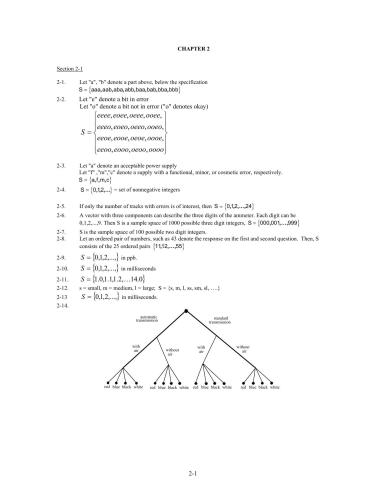 CHAPTER 2
Section 2-1
2-1. Let "a", "b" denote a part above, below the specification
S = {aaa,aab,aba,abb,baa,bab,bba,bbb}
2-2. Let "e" denote a bit in error
Let "o" denote a bit not in error ("o" denotes okay)
eeee, eoee, oeee, ooee,
S = { eeeo, eoeo, oeeo, ooeo, }
eeoe, eooe, oeoe, oooe,
eeoo, eooo, oeoo, oooo
2-3. Let "a" denote an acceptable power supply
Let "f" ,"m","c" denote a supply with a functional, minor, or cosmetic error, respectively.
S = {a,f,m,c}
2-4. S = {0,1,2,...} = set of nonnegative integers
2-5. If only the number of tracks with errors is of interest, then S = {0,1,2,...,24}
2-6. A vector with three components can describe the three digits of the ammeter. Each digit can be
0,1,2,...,9. Then S is a sample space of 1000 possible three digit integers, S = {000,001,...,999}
2-7. S is the sample space of 100 possible two digit integers.
2-8. Let an ordered pair of numbers, such as 43 denote the response on the first and second question. Then, S
consists of the 25 ordered pairs {11,12,...,55}
2-9. S = {0,1,2,...,} in ppb.
2-10. S = {0,1,2,...,} in milliseconds
2-11. S = {1.0,1.1,1.2,...14.0}
2-12. s = small, m = medium, l = large; S = {s, m, l, ss, sm, sl, ....}
2-13 S = {0,1,2,...,} in milliseconds.
2-14.
automatic transmission standard transmission
with air without air with air without air
red blue black white red blue black white red blue black white red blue black white
2-1